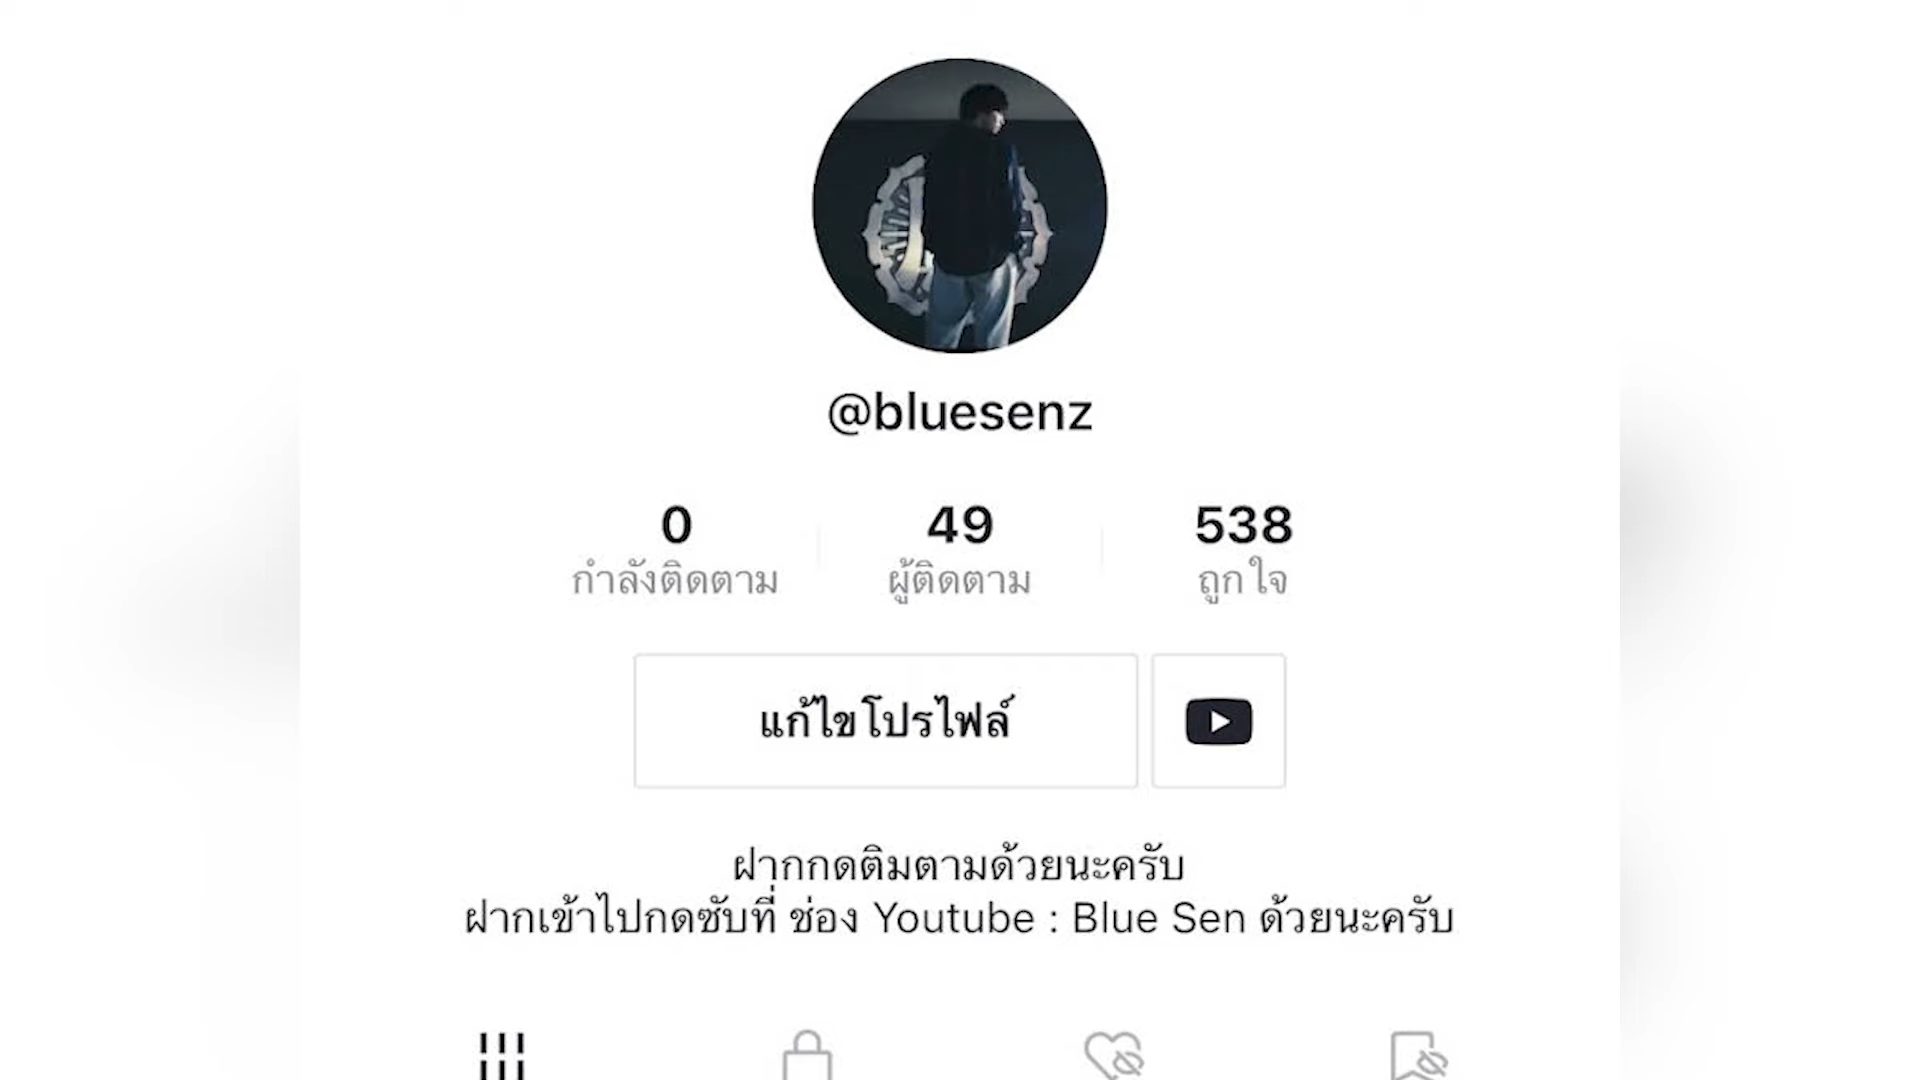 @bluesenz
0 49 538
กำลังติดตาม ผู้ติดตาม ถูกใจ
แก้ไขโปรไฟล์
ฝากกดติมตามด้วยนะครับ
ฝากเข้าไปกดซับที่ ช่อง Youtube : Blue Sen ด้วยนะครับ